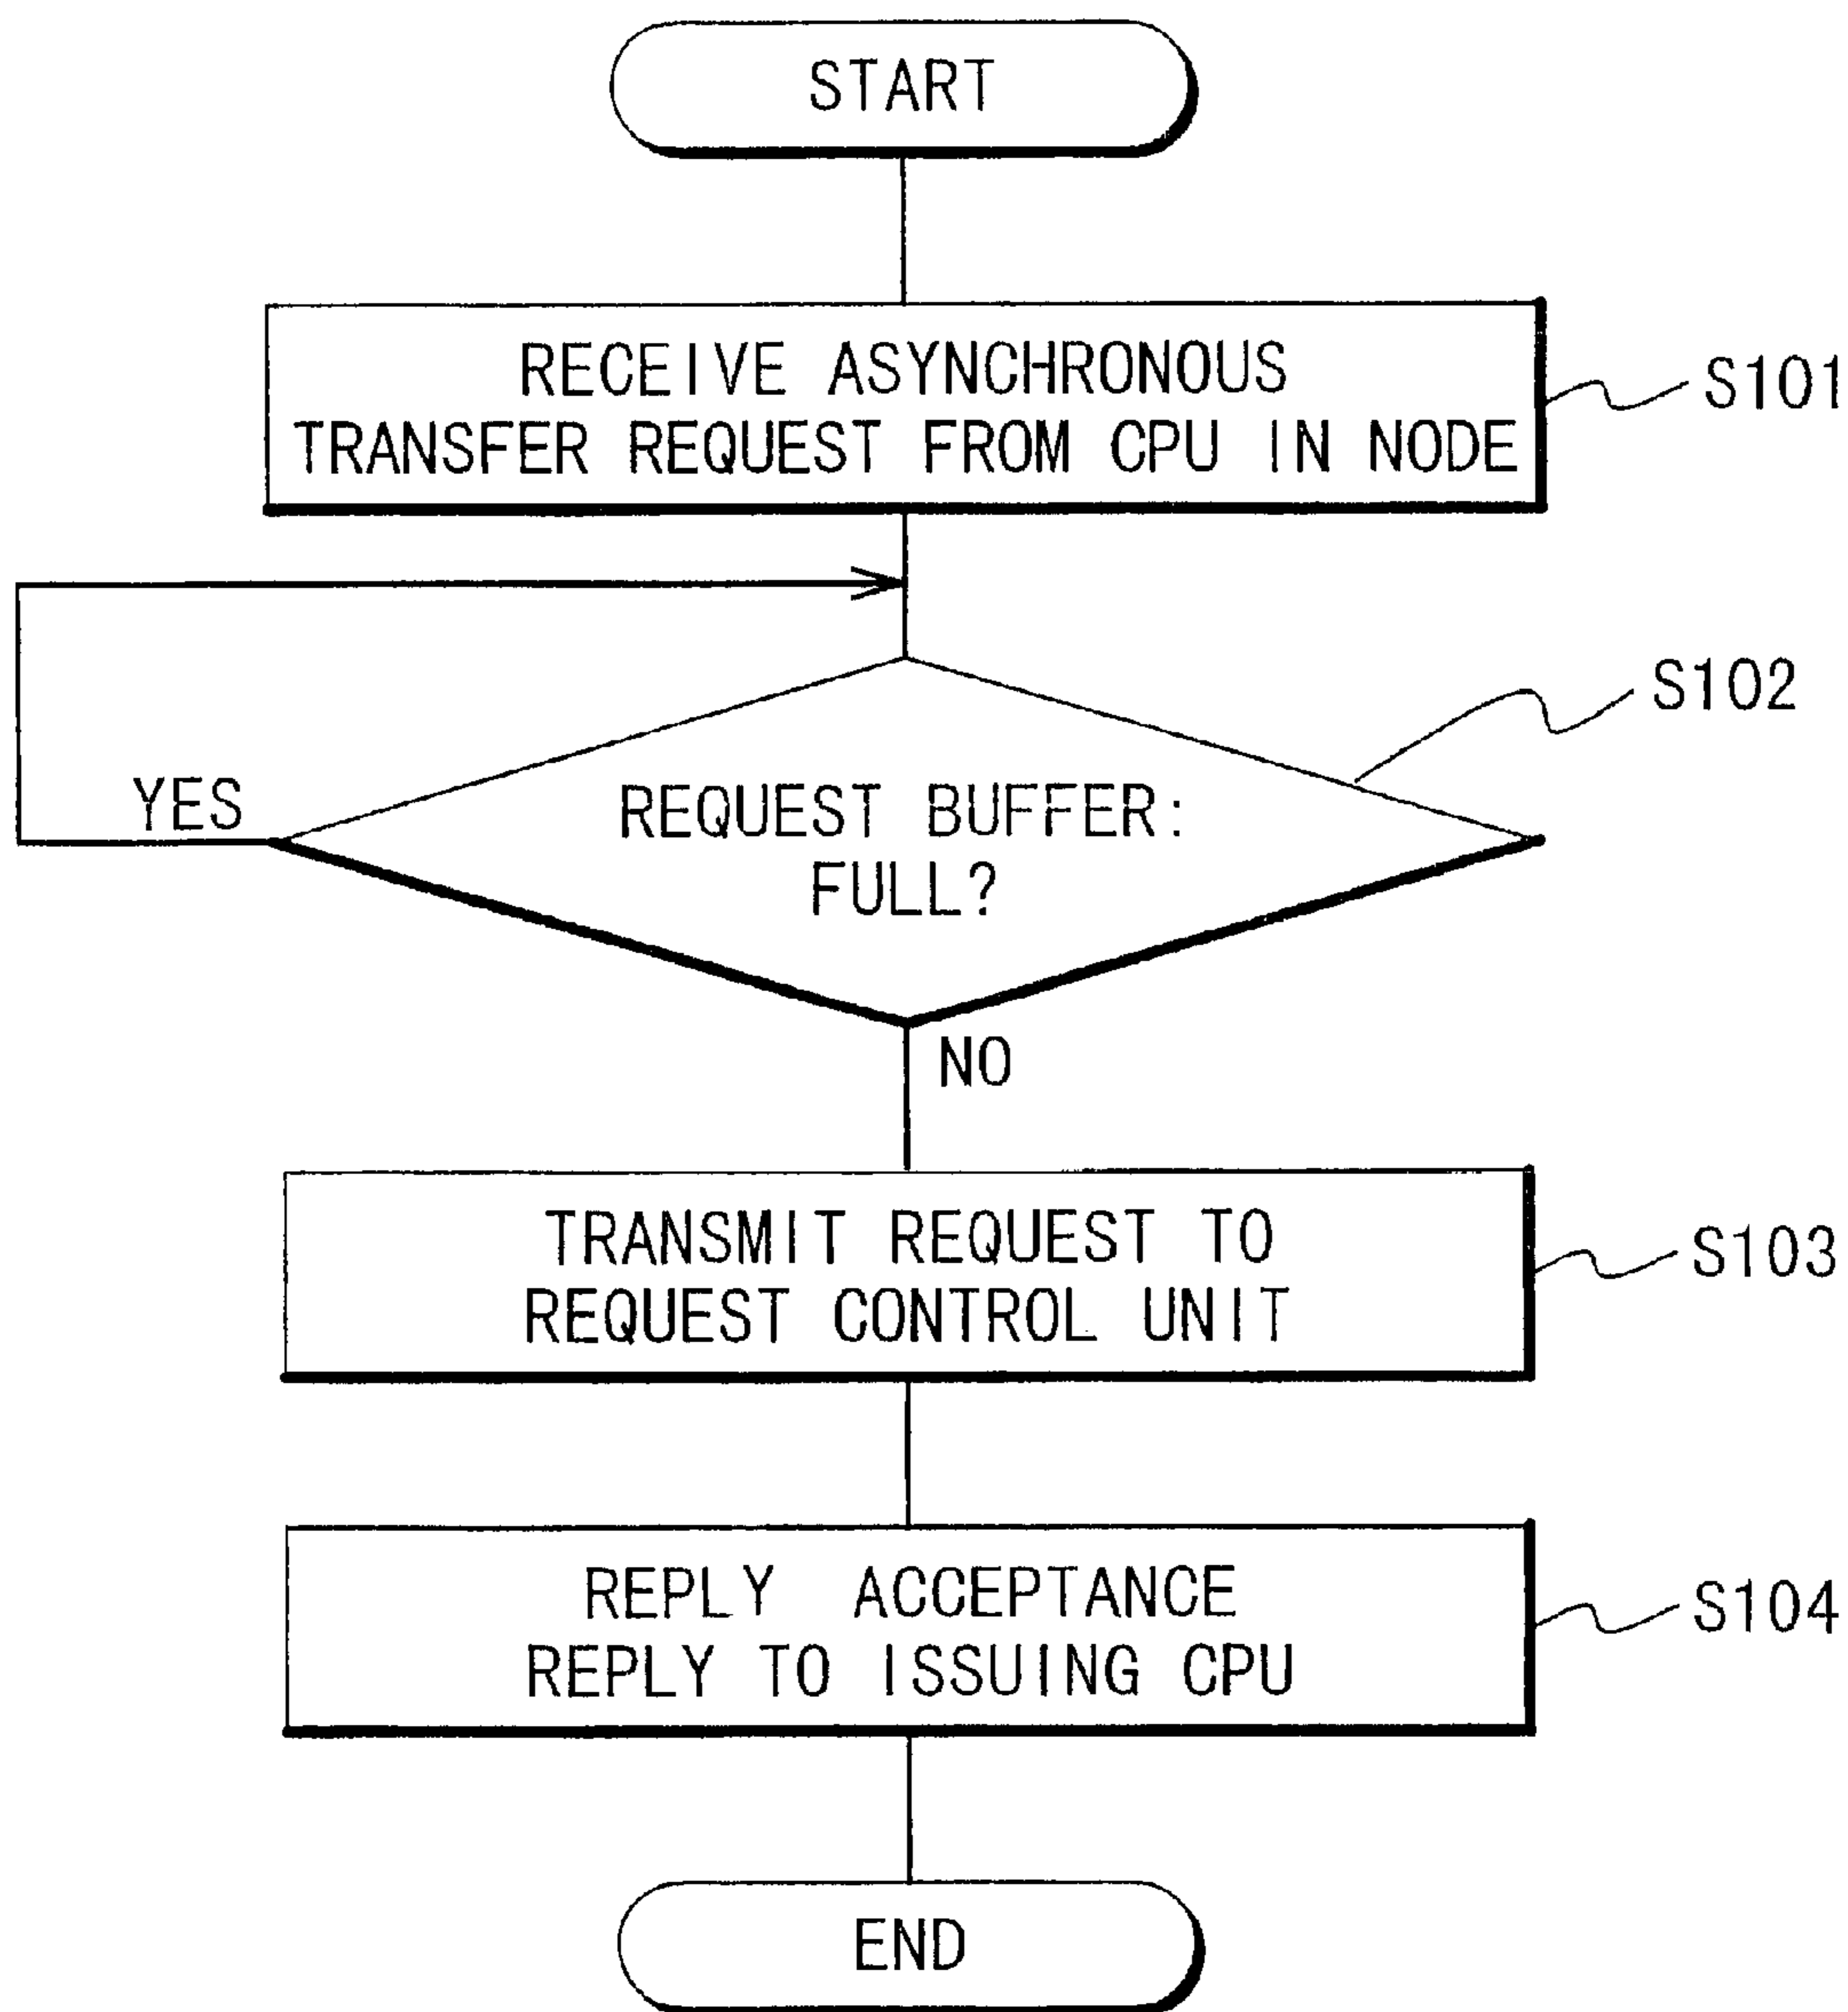 START
RECEIVE ASYNCHRONOUS
TRANSFER REQUEST FROM CPU IN NODE
S101
S102
YES
REQUEST BUFFER:
FULL?
NO
TRANSMIT REQUEST TO
REQUEST CONTROL UNIT
S103
REPLY ACCEPTANCE
REPLY TO ISSUING CPU
S104
END